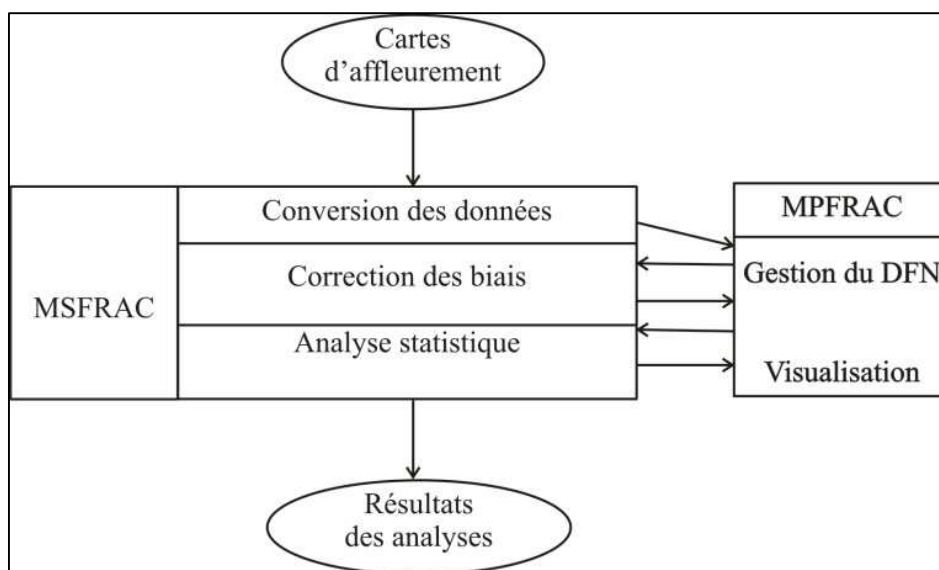 Cartes
d’affleurement
Conversion des données
MPFRAC
Correction des biais
Gestion du DFN
MSFRAC
Analyse statistique
Visualisation
Résultats
des analyses